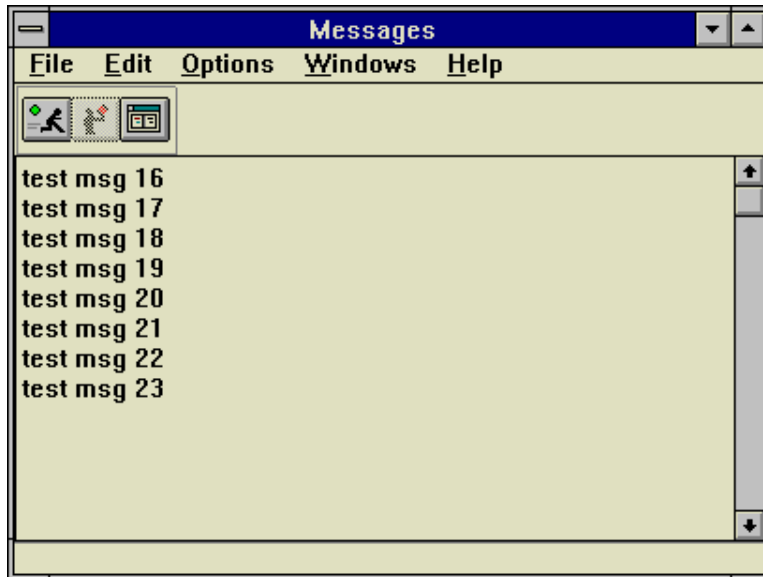 Messages
File Edit Options Windows Help
test msg 16
test msg 17
test msg 18
test msg 19
test msg 20
test msg 21
test msg 22
test msg 23